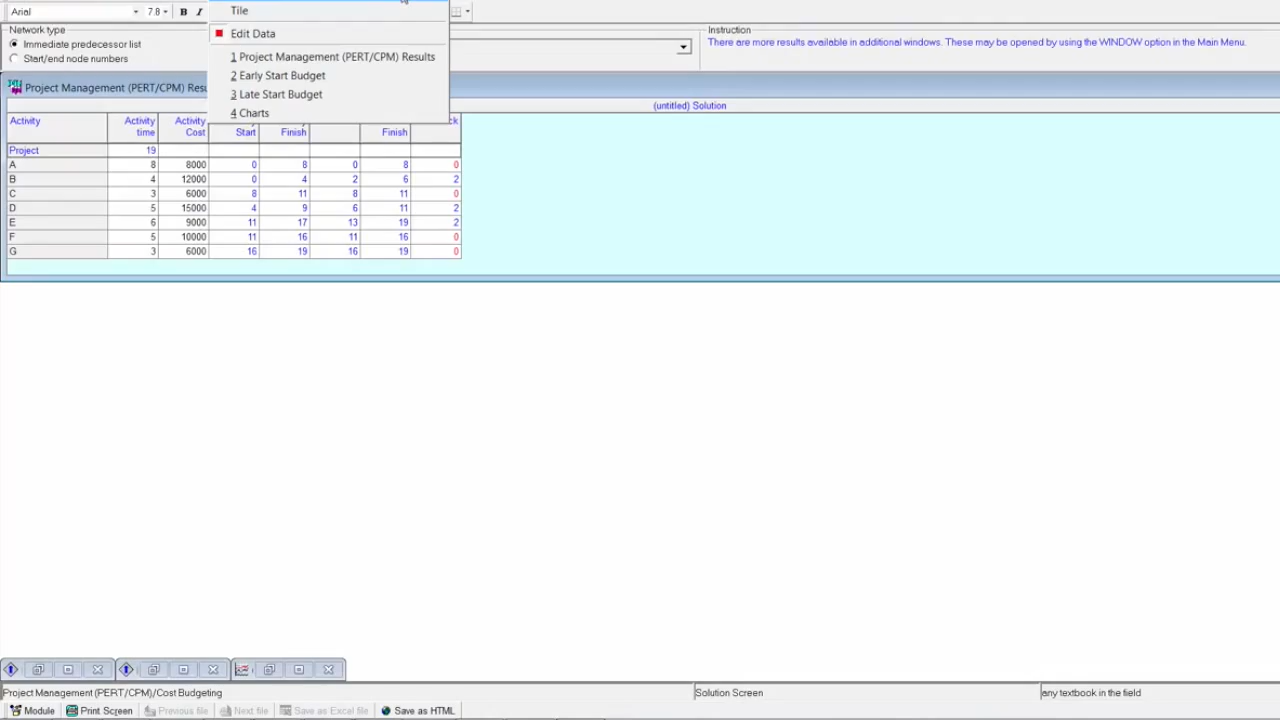 Arial 7.8 B I
Tile
Network type
Immediate predecessor list
Start/end node numbers
Edit Data
1 Project Management (PERT/CPM) Results
2 Early Start Budget
3 Late Start Budget
4 Charts
Instruction
There are more results available in additional windows. These may be opened by using the WINDOW option in the Main Menu.
Project Management (PERT/CPM) Resu
(untitled) Solution
Activity Activity time Activity Cost Start Finish Finish ck
Project 19
A 8 8000 0 8 0 8 0
B 4 12000 0 4 2 6 2
C 3 6000 8 11 8 11 0
D 5 15000 4 9 6 11 2
E 6 9000 11 17 13 19 2
F 5 10000 11 16 11 16 0
G 3 6000 16 19 16 19 0
Project Management (PERT/CPM)/Cost Budgeting
Solution Screen
any textbook in the field
Module Print Screen Previous file Next file Save as Excel file Save as HTML